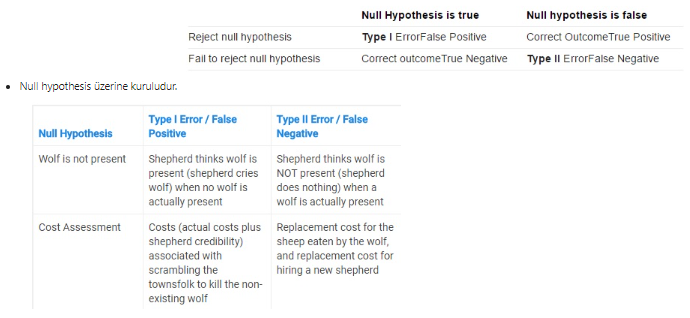 Null Hypothesis is true Null hypothesis is false
Reject null hypothesis Type I ErrorFalse Positive Correct OutcomeTrue Positive
Fail to reject null hypothesis Correct outcomeTrue Negative Type II ErrorFalse Negative
• Null hypothesis üzerine kuruludur.
Null Hypothesis
Type I Error / False
Positive
Type II Error / False
Negative
Wolf is not present
Shepherd thinks wolf is
present (shepherd cries
wolf) when no wolf is
actually present
Shepherd thinks wolf is
NOT present (shepherd
does nothing) when a
wolf is actually present
Cost Assessment
Costs (actual costs plus
shepherd credibility)
associated with
scrambling the
townsfolk to kill the non-
existing wolf
Replacement cost for the
sheep eaten by the wolf,
and replacement cost for
hiring a new shepherd